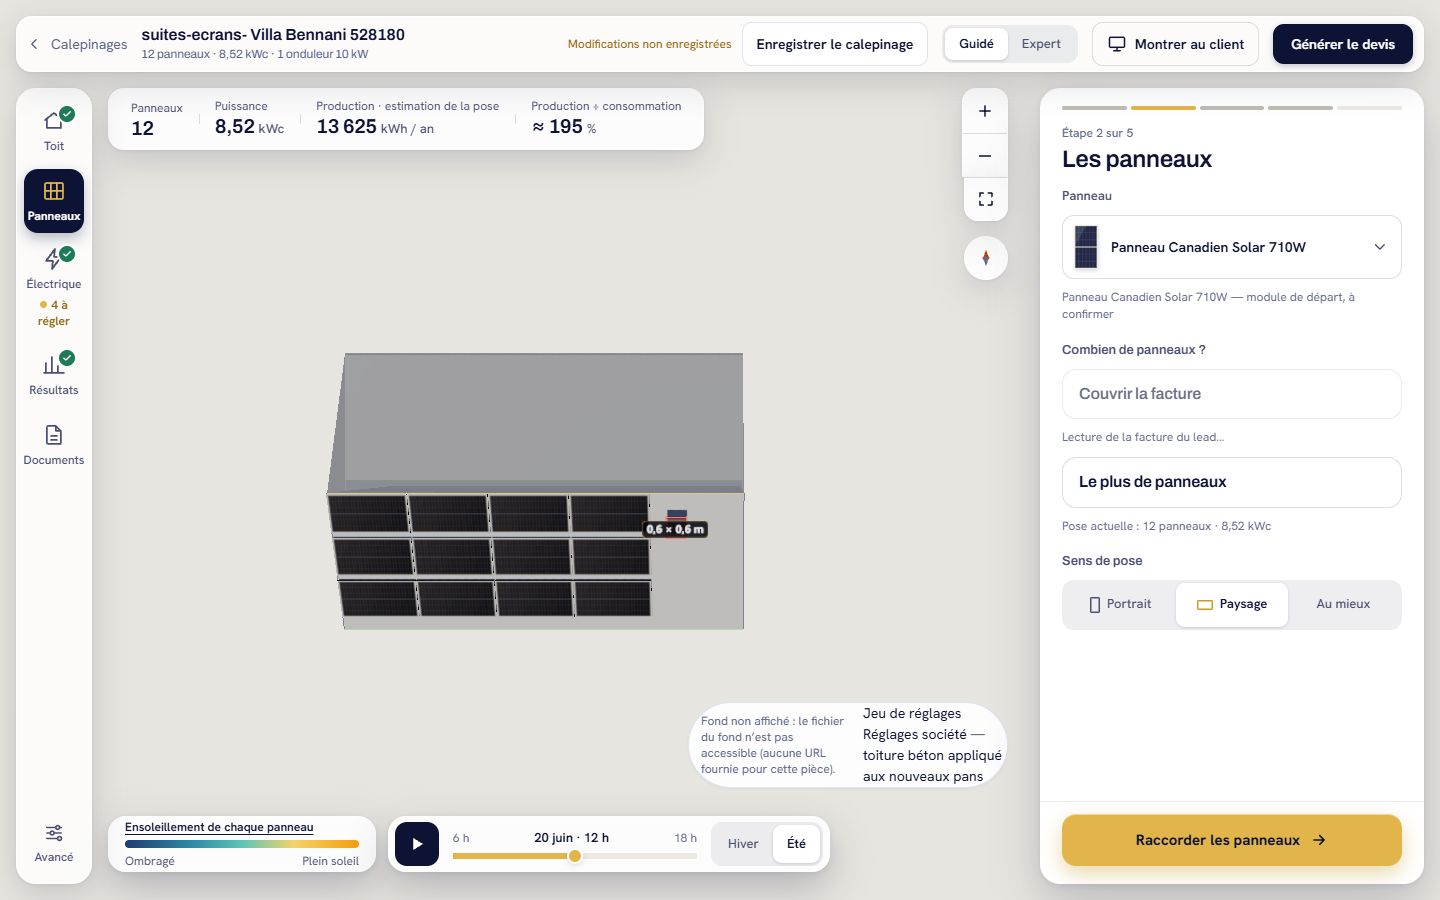 Calepinages
suites-ecrans- Villa Bennani 528180
12 panneaux · 8,52 kWc · 1 onduleur 10 kW
Modifications non enregistrées
Enregistrer le calepinage
Guidé
Expert
Montrer au client
Générer le devis
Toit
Panneaux
Électrique
4 à
régler
Résultats
Documents
Avancé
Panneaux
12
Puissance
8,52 kWc
Production · estimation de la pose
13 625 kWh / an
Production ÷ consommation
≈ 195 %
0,6 × 0,6 m
Fond non affiché : le fichier
du fond n’est pas
accessible (aucune URL
fournie pour cette pièce).
Jeu de réglages
Réglages société —
toiture béton appliqué
aux nouveaux pans
Ensoleillement de chaque panneau
Ombragé
Plein soleil
6 h
20 juin · 12 h
18 h
Hiver
Été
Étape 2 sur 5
Les panneaux
Panneau
Panneau Canadien Solar 710W
Panneau Canadien Solar 710W — module de départ, à
confirmer
Combien de panneaux ?
Couvrir la facture
Lecture de la facture du lead…
Le plus de panneaux
Pose actuelle : 12 panneaux · 8,52 kWc
Sens de pose
Portrait
Paysage
Au mieux
Raccorder les panneaux